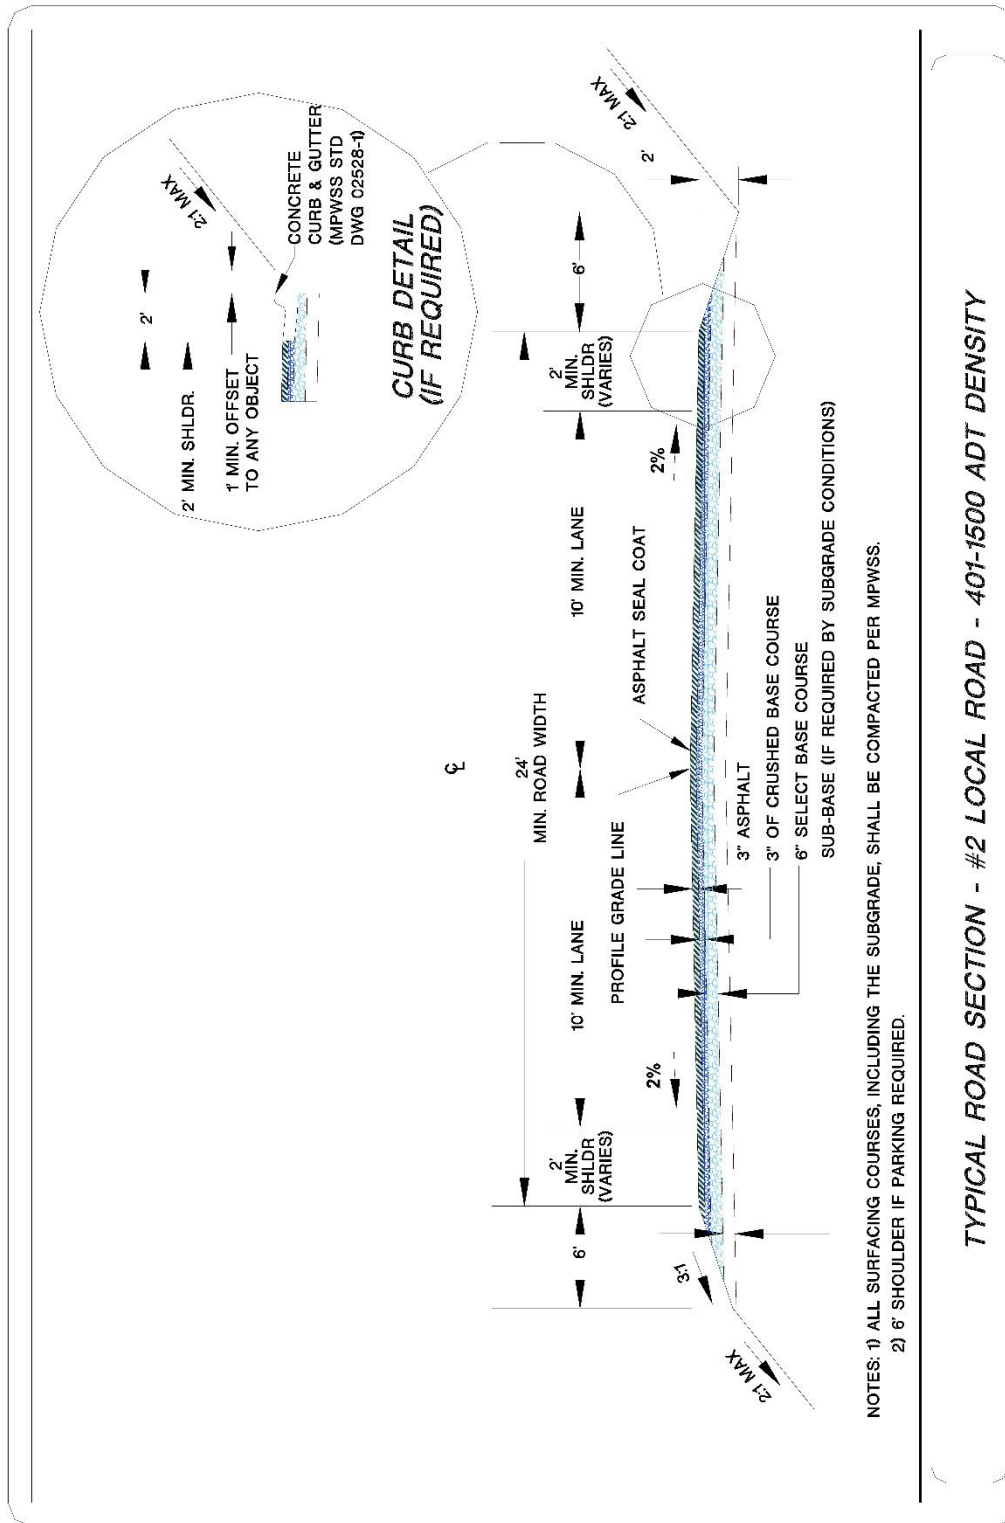 2' MIN. SHLDR.
2'
1' MIN. OFFSET
TO ANY OBJECT
2:1 MAX
CONCRETE
CURB & GUTTER
(MPWSS STD
DWG 02528-1)
CURB DETAIL
(IF REQUIRED)
℄
24'
MIN. ROAD WIDTH
6'
2'
MIN.
SHLDR
(VARIES)
10' MIN. LANE
10' MIN. LANE
2'
MIN.
SHLDR
(VARIES)
6'
PROFILE GRADE LINE
ASPHALT SEAL COAT
2:1 MAX
3:1
2%
2%
2'
2:1 MAX
3" ASPHALT
3" OF CRUSHED BASE COURSE
6" SELECT BASE COURSE
SUB-BASE (IF REQUIRED BY SUBGRADE CONDITIONS)
NOTES: 1) ALL SURFACING COURSES, INCLUDING THE SUBGRADE, SHALL BE COMPACTED PER MPWSS.
2) 6' SHOULDER IF PARKING REQUIRED.
TYPICAL ROAD SECTION - #2 LOCAL ROAD - 401-1500 ADT DENSITY